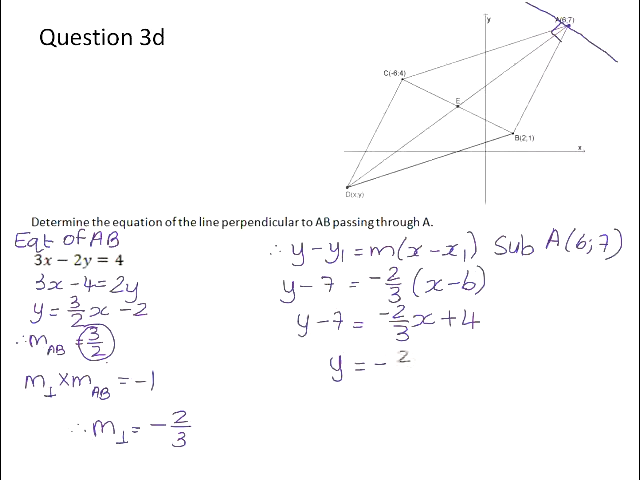 Question 3d
y
A(6;7)
C(-6;4)
E
B(2;1)
x
D(x;y)
Determine the equation of the line perpendicular to AB passing through A.
Eqt of AB
3x − 2y = 4
3x - 4 = 2y
y = 3/2 x - 2
∴ m_AB = 3/2
m⊥ × m_AB = -1
∴ m⊥ = -2/3
∴ y - y₁ = m(x - x₁) Sub A(6;7)
y - 7 = -2/3 (x - 6)
y - 7 = -2/3 x + 4
y = - 2